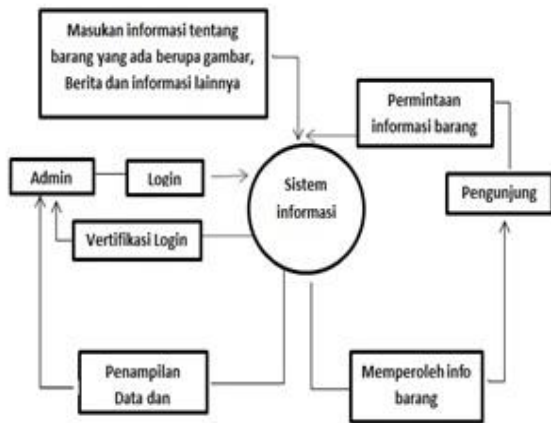 Masukan informasi tentang
barang yang ada berupa gambar,
Berita dan informasi lainnya
Permintaan
informasi barang
Admin
Login
Sistem
informasi
Pengunjung
Vertifikasi Login
Penampilan
Data dan
Memperoleh info
barang